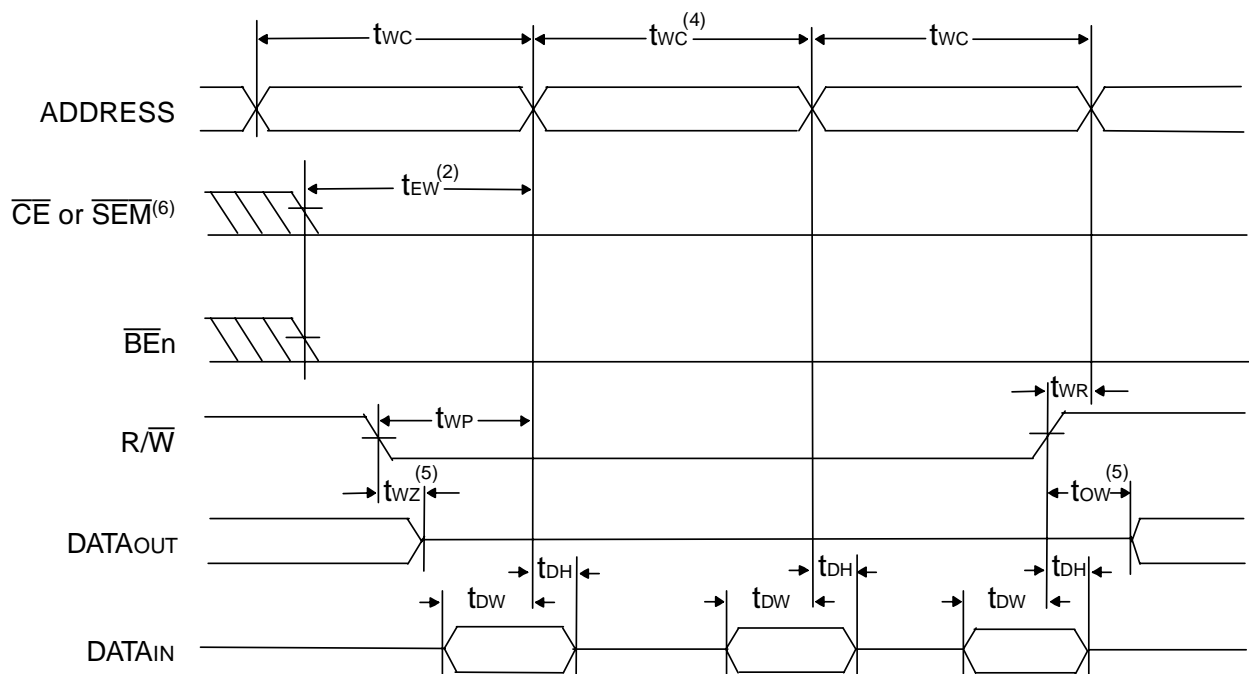 tWC tWC(4) tWC
ADDRESS
tEW(2)
CE or SEM(6)
BEn
tWR
tWP
R/W
tWZ(5) tOW(5)
DATAOUT
tDH tDH tDH
tDW tDW tDW
DATAIN